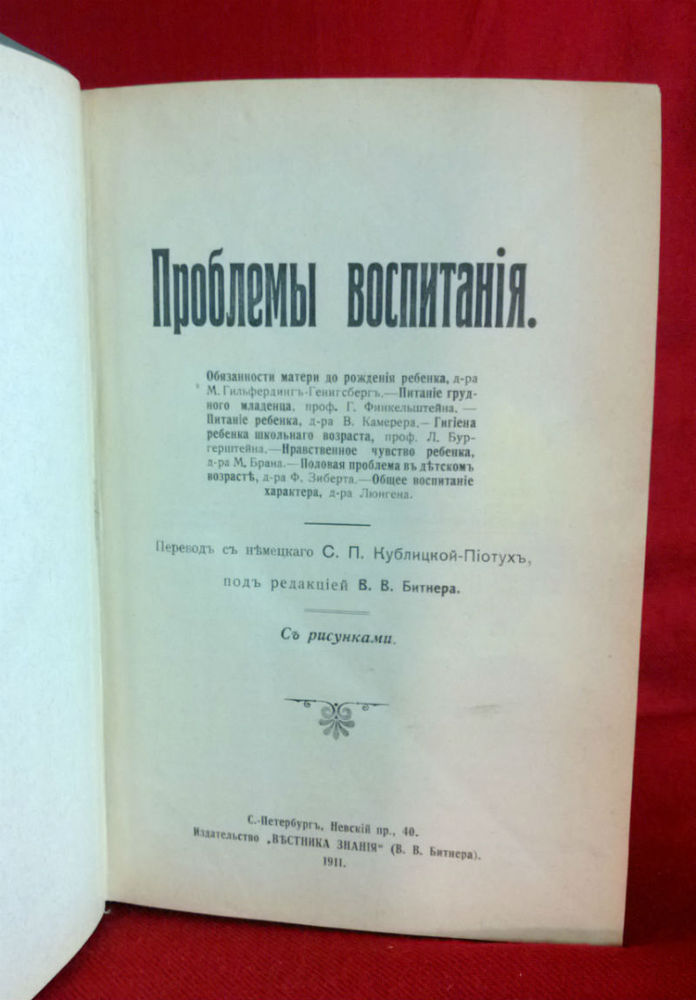 Проблемы воспитанія.
Обязанности матери до рожденія ребенка, д-ра
М. Гильфердингъ-Генигсбергъ.—Питаніе груд-
ного младенца, проф. Г. Финкельштейна.—
Питаніе ребенка, д-ра В. Камерера.—Гигіена
ребенка школьнаго возраста, проф. Л. Бур-
герштейна.—Нравственное чувство ребенка,
д-ра М. Брана.—Половая проблема въ дѣтскомъ
возрастѣ, д-ра Ф. Зиберта.—Общее воспитаніе
характера, д-ра Люнгена.
Переводъ съ нѣмецкаго С. П. Кублицкой-Піотухъ,
подъ редакціей В. В. Битнера.
Съ рисунками.
С.-Петербургъ, Невскій пр., 40.
Издательство „ВѢСТНИКА ЗНАНІЯ“ (В. В. Битнера).
1911.